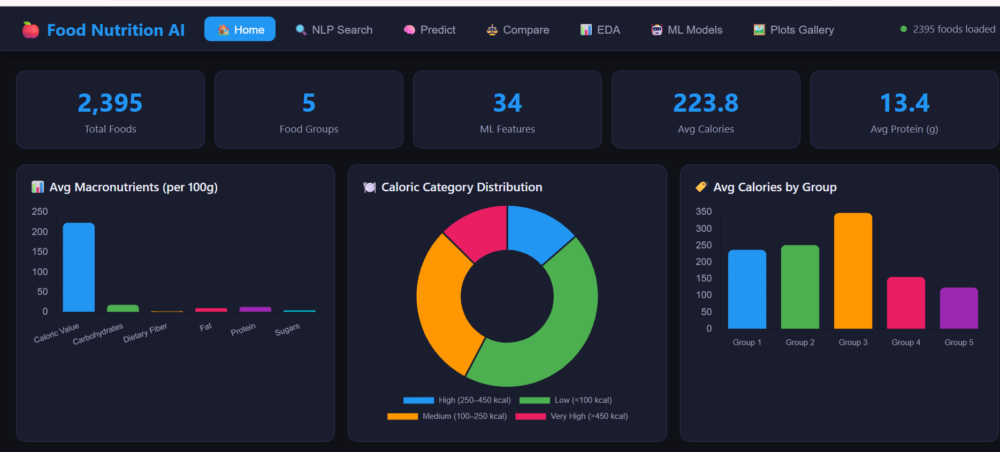 Food Nutrition AI
Home
NLP Search
Predict
Compare
EDA
ML Models
Plots Gallery
2395 foods loaded
2,395
Total Foods
5
Food Groups
34
ML Features
223.8
Avg Calories
13.4
Avg Protein (g)
Avg Macronutrients (per 100g)
250
200
150
100
50
0
Caloric Value
Carbohydrates
Dietary Fiber
Fat
Protein
Sugars
Caloric Category Distribution
High (250–450 kcal)
Low (<100 kcal)
Medium (100–250 kcal)
Very High (>450 kcal)
Avg Calories by Group
350
300
250
200
150
100
50
0
Group 1
Group 2
Group 3
Group 4
Group 5